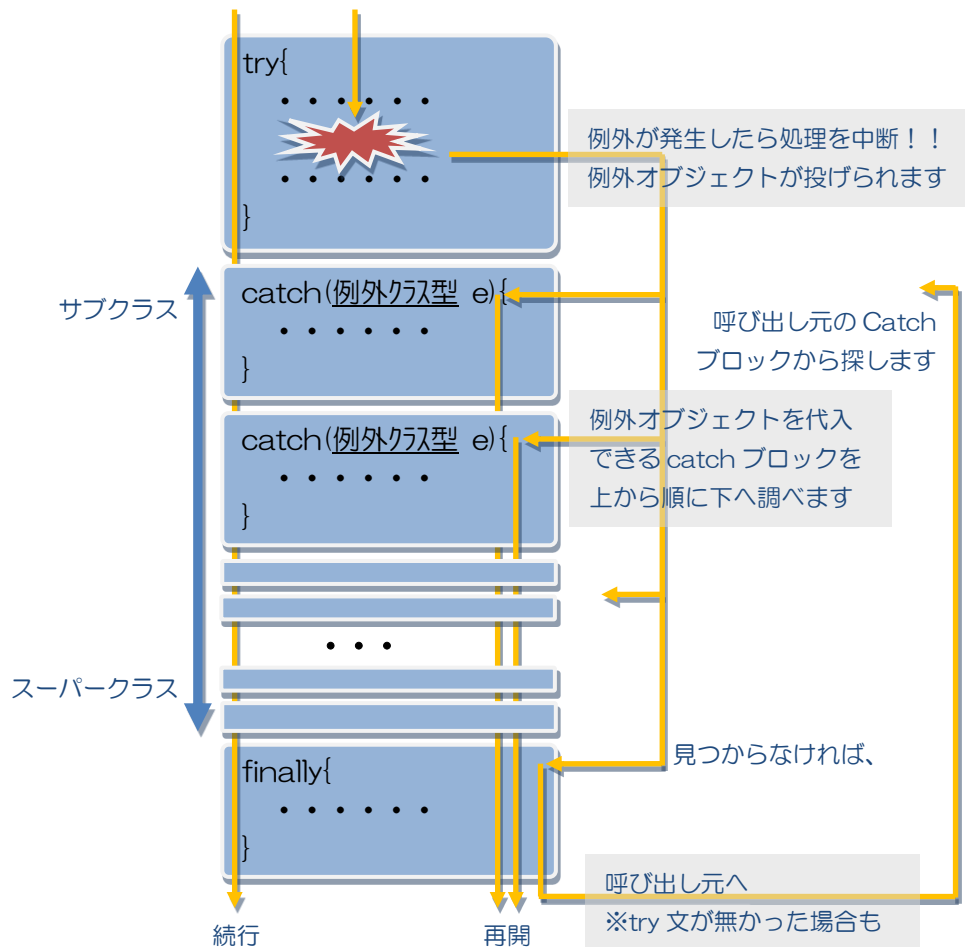 try{
・・・・・・
・・・・・・
}
例外が発生したら処理を中断！！
例外オブジェクトが投げられます
サブクラス
catch(例外クラス型 e){
・・・・・・
}
呼び出し元の Catch
ブロックから探します
catch(例外クラス型 e){
・・・・・・
}
例外オブジェクトを代入
できる catch ブロックを
上から順に下へ調べます
・・・
スーパークラス
finally{
・・・・・・
}
見つからなければ、
呼び出し元へ
※try 文が無かった場合も
続行
再開